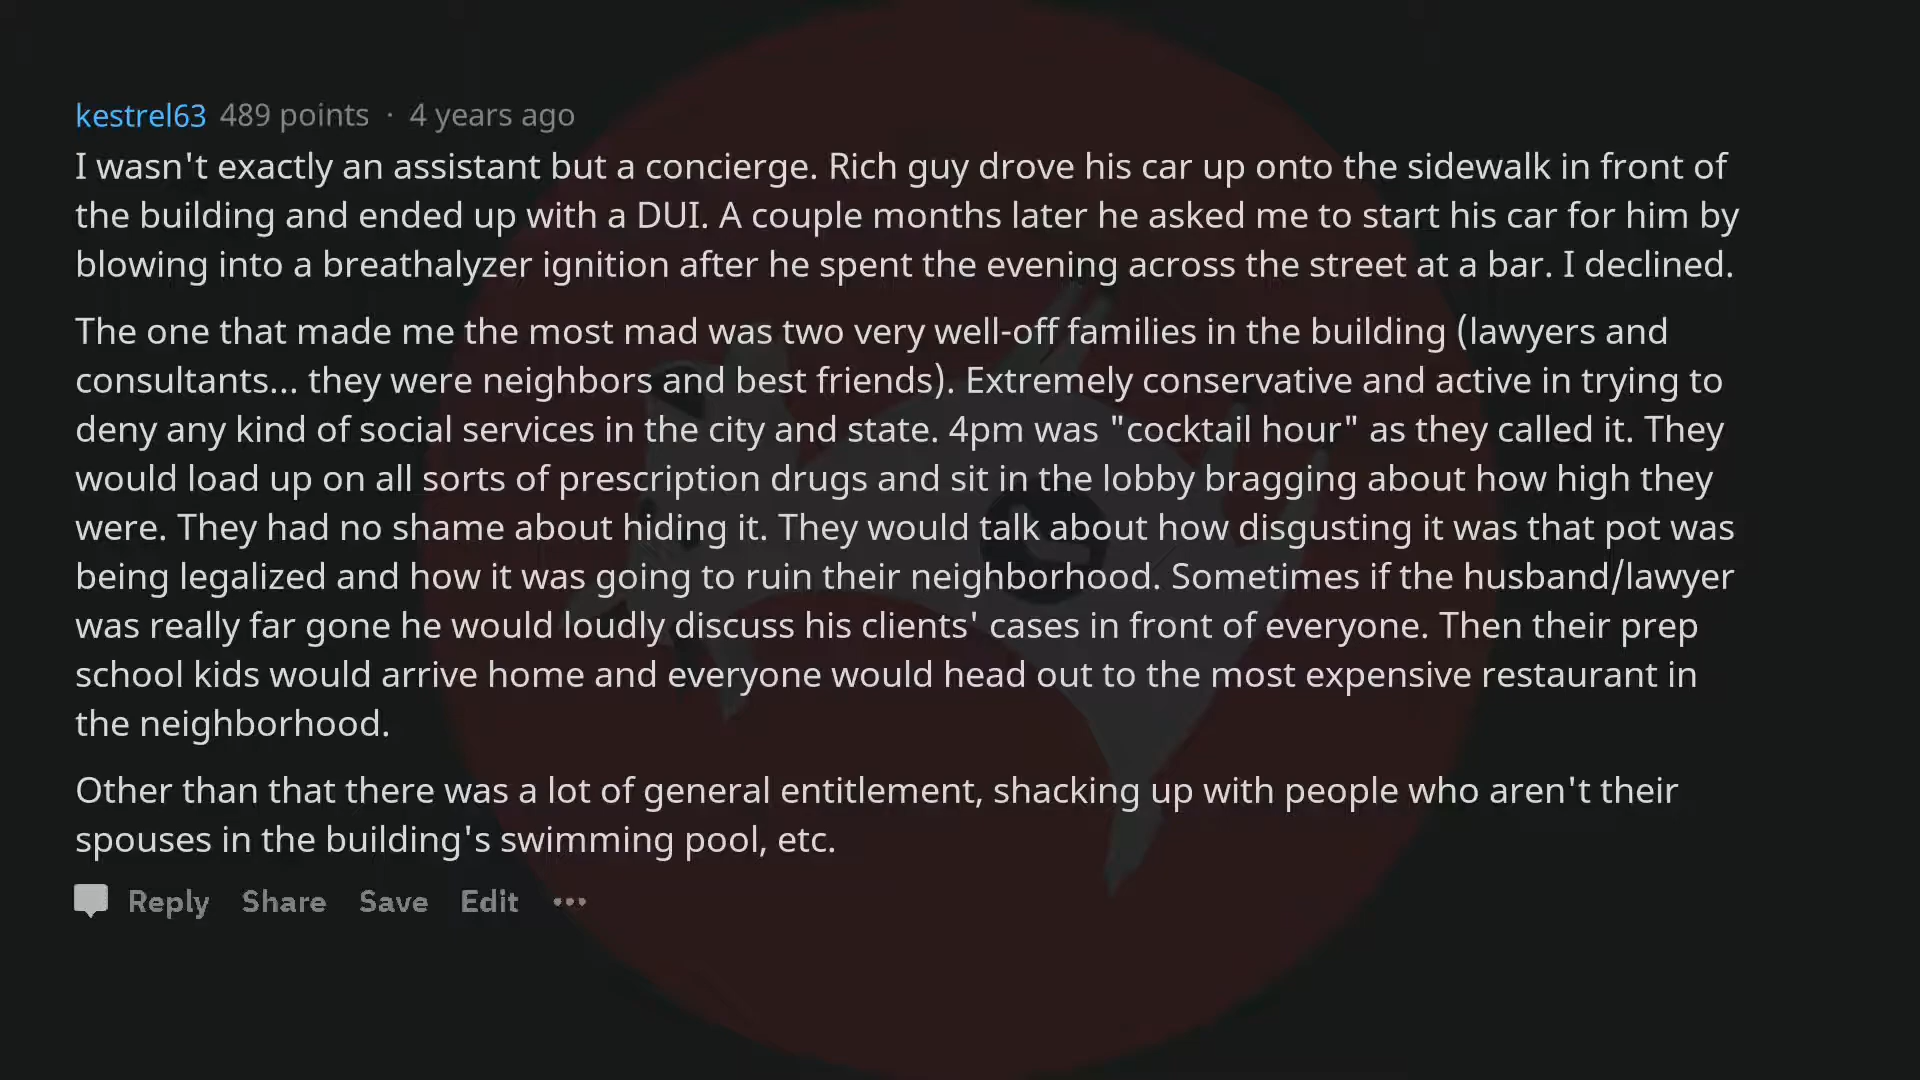 kestrel63 489 points · 4 years ago
I wasn't exactly an assistant but a concierge. Rich guy drove his car up onto the sidewalk in front of
the building and ended up with a DUI. A couple months later he asked me to start his car for him by
blowing into a breathalyzer ignition after he spent the evening across the street at a bar. I declined.
The one that made me the most mad was two very well-off families in the building (lawyers and
consultants... they were neighbors and best friends). Extremely conservative and active in trying to
deny any kind of social services in the city and state. 4pm was "cocktail hour" as they called it. They
would load up on all sorts of prescription drugs and sit in the lobby bragging about how high they
were. They had no shame about hiding it. They would talk about how disgusting it was that pot was
being legalized and how it was going to ruin their neighborhood. Sometimes if the husband/lawyer
was really far gone he would loudly discuss his clients' cases in front of everyone. Then their prep
school kids would arrive home and everyone would head out to the most expensive restaurant in
the neighborhood.
Other than that there was a lot of general entitlement, shacking up with people who aren't their
spouses in the building's swimming pool, etc.
Reply Share Save Edit ···